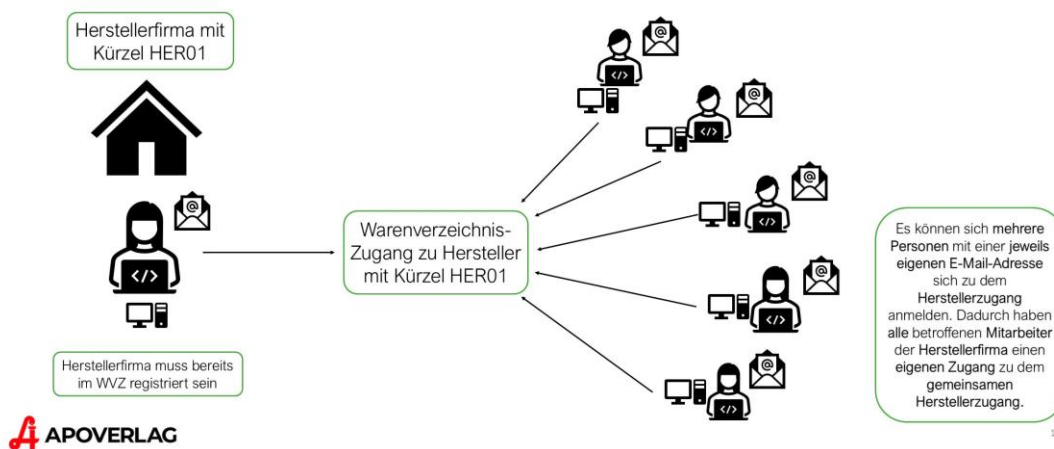 Herstellerfirma mit
Kürzel HER01
Warenverzeichnis-
Zugang zu Hersteller
mit Kürzel HER01
Herstellerfirma muss bereits
im WVZ registriert sein
Es können sich mehrere
Personen mit einer jeweils
eigenen E-Mail-Adresse
sich zu dem
Herstellerzugang
anmelden. Dadurch haben
alle betroffenen Mitarbeiter
der Herstellerfirma einen
eigenen Zugang zu dem
gemeinsamen
Herstellerzugang.
APOVERLAG
1